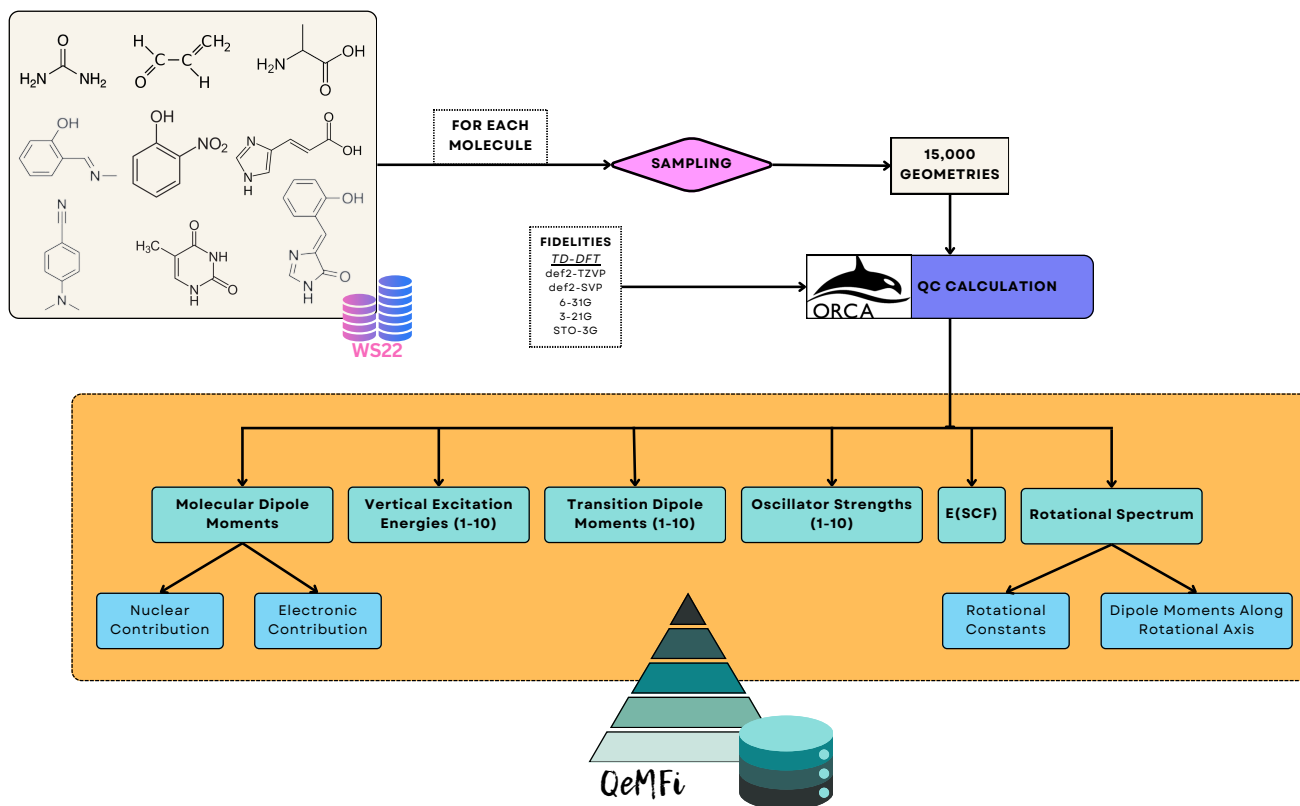 O
H₂N
NH₂
H
CH₂
C
C
O
H
H₂N
OH
O
OH
N
OH
NO₂
N
N
H
O
OH
N
N
H₃C
O
NH
N
H
O
OH
N
O
N
H
WS22
FOR EACH
MOLECULE
SAMPLING
15,000
GEOMETRIES
FIDELITIES
TD-DFT
def2-TZVP
def2-SVP
6-31G
3-21G
STO-3G
ORCA
QC CALCULATION
Molecular Dipole
Moments
Vertical Excitation
Energies (1-10)
Transition Dipole
Moments (1-10)
Oscillator Strengths
(1-10)
E(SCF)
Rotational Spectrum
Nuclear
Contribution
Electronic
Contribution
Rotational
Constants
Dipole Moments Along
Rotational Axis
QeMFi